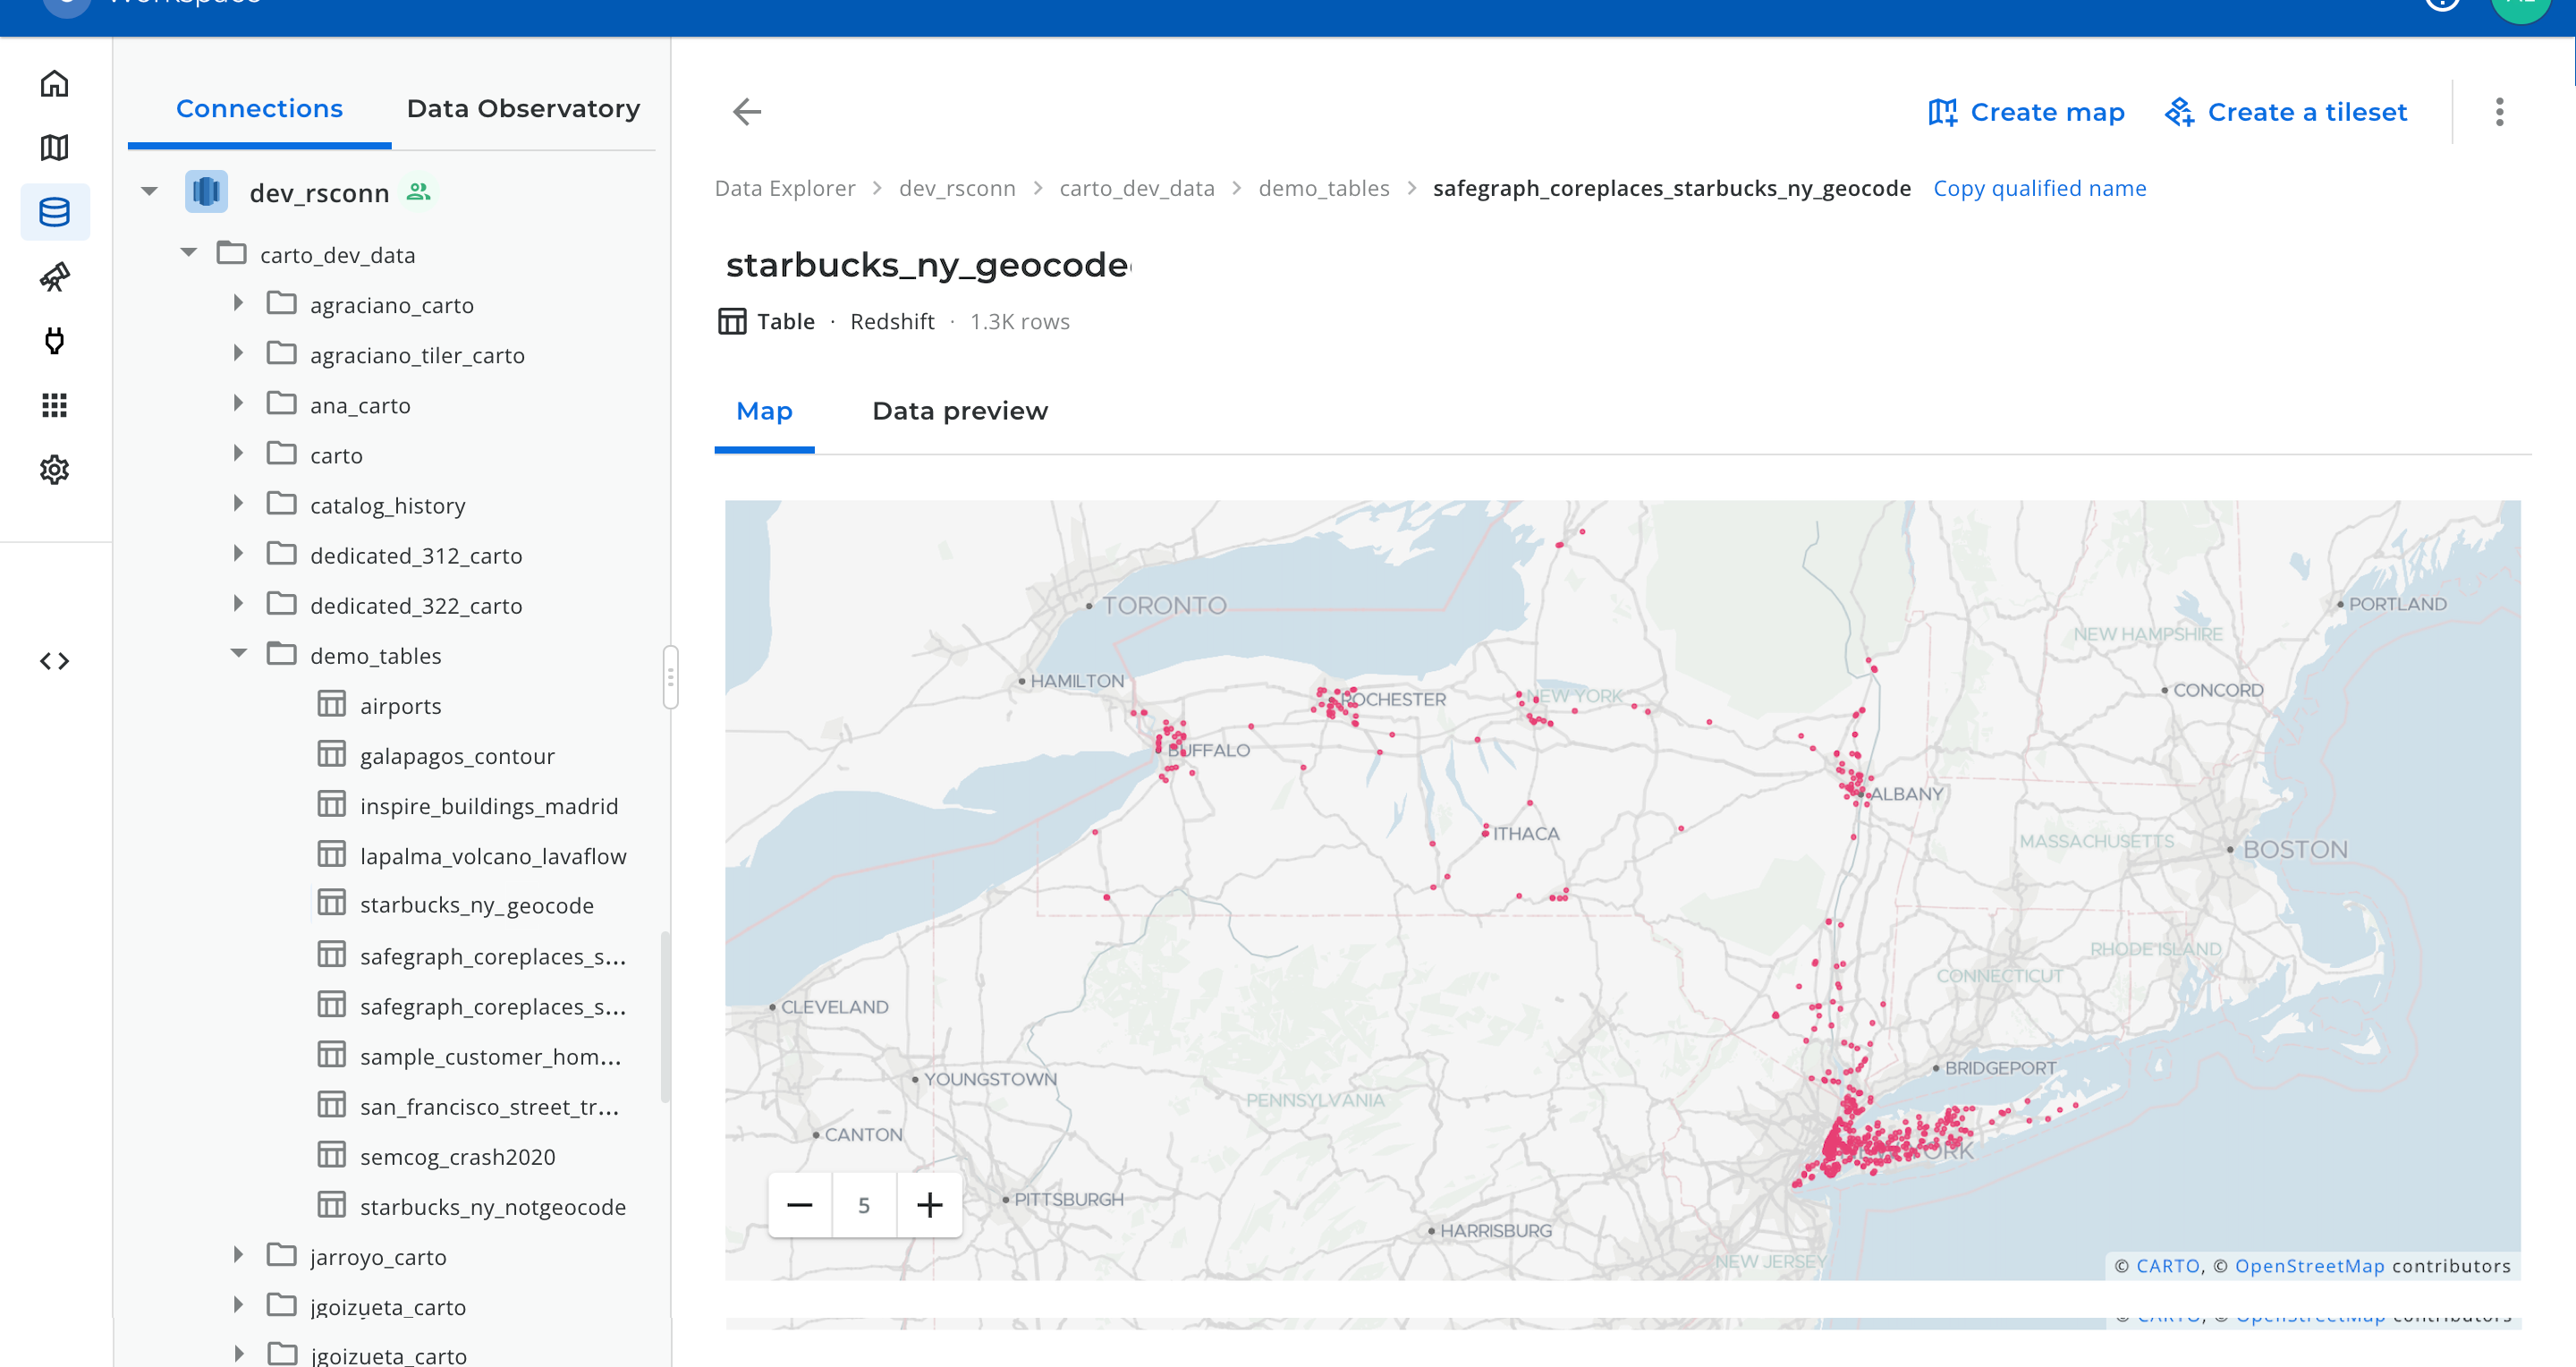 Workspace
Connections
Data Observatory
dev_rsconn
carto_dev_data
agraciano_carto
agraciano_tiler_carto
ana_carto
carto
catalog_history
dedicated_312_carto
dedicated_322_carto
demo_tables
airports
galapagos_contour
inspire_buildings_madrid
lapalma_volcano_lavaflow
starbucks_ny_geocode
safegraph_coreplaces_s...
safegraph_coreplaces_s...
sample_customer_hom...
san_francisco_street_tr...
semcog_crash2020
starbucks_ny_notgeocode
jarroyo_carto
jgoizueta_carto
jgoizueta_carto
Create map
Create a tileset
Data Explorer > dev_rsconn > carto_dev_data > demo_tables > safegraph_coreplaces_starbucks_ny_geocode Copy qualified name
starbucks_ny_geocode
Table · Redshift · 1.3K rows
Map
Data preview
TORONTO
PORTLAND
NEW HAMPSHIRE
HAMILTON
CONCORD
ROCHESTER
NEW YORK
BUFFALO
ALBANY
ITHACA
MASSACHUSETTS
BOSTON
RHODE ISLAND
CONNECTICUT
CLEVELAND
BRIDGEPORT
YOUNGSTOWN
PENNSYLVANIA
CANTON
PITTSBURGH
5
HARRISBURG
NEW JERSEY
© CARTO, © OpenStreetMap contributors
© CARTO, © OpenStreetMap contributors